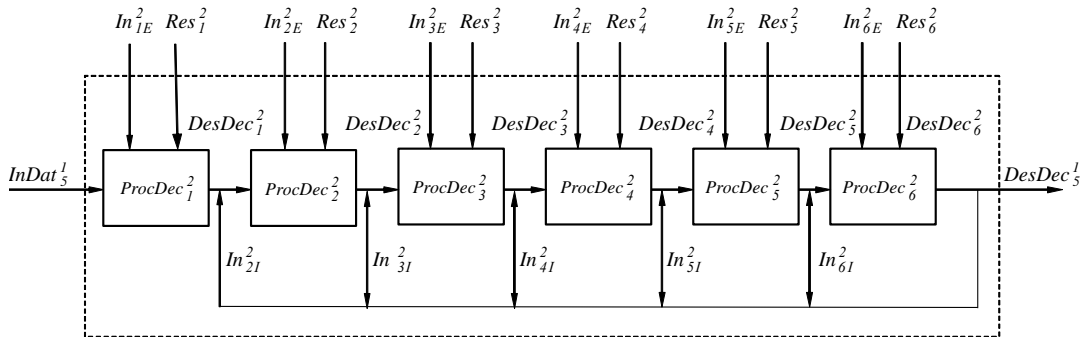 In²₁E Res²₁ In²₂E Res²₂ In²₃E Res²₃ In²₄E Res²₄ In²₅E Res²₅ In²₆E Res²₆
DesDec²₁ DesDec²₂ DesDec²₃ DesDec²₄ DesDec²₅ DesDec²₆
InDat¹₅ ProcDec²₁ ProcDec²₂ ProcDec²₃ ProcDec²₄ ProcDec²₅ ProcDec²₆ DesDec¹₅
In²₂I In²₃I In²₄I In²₅I In²₆I